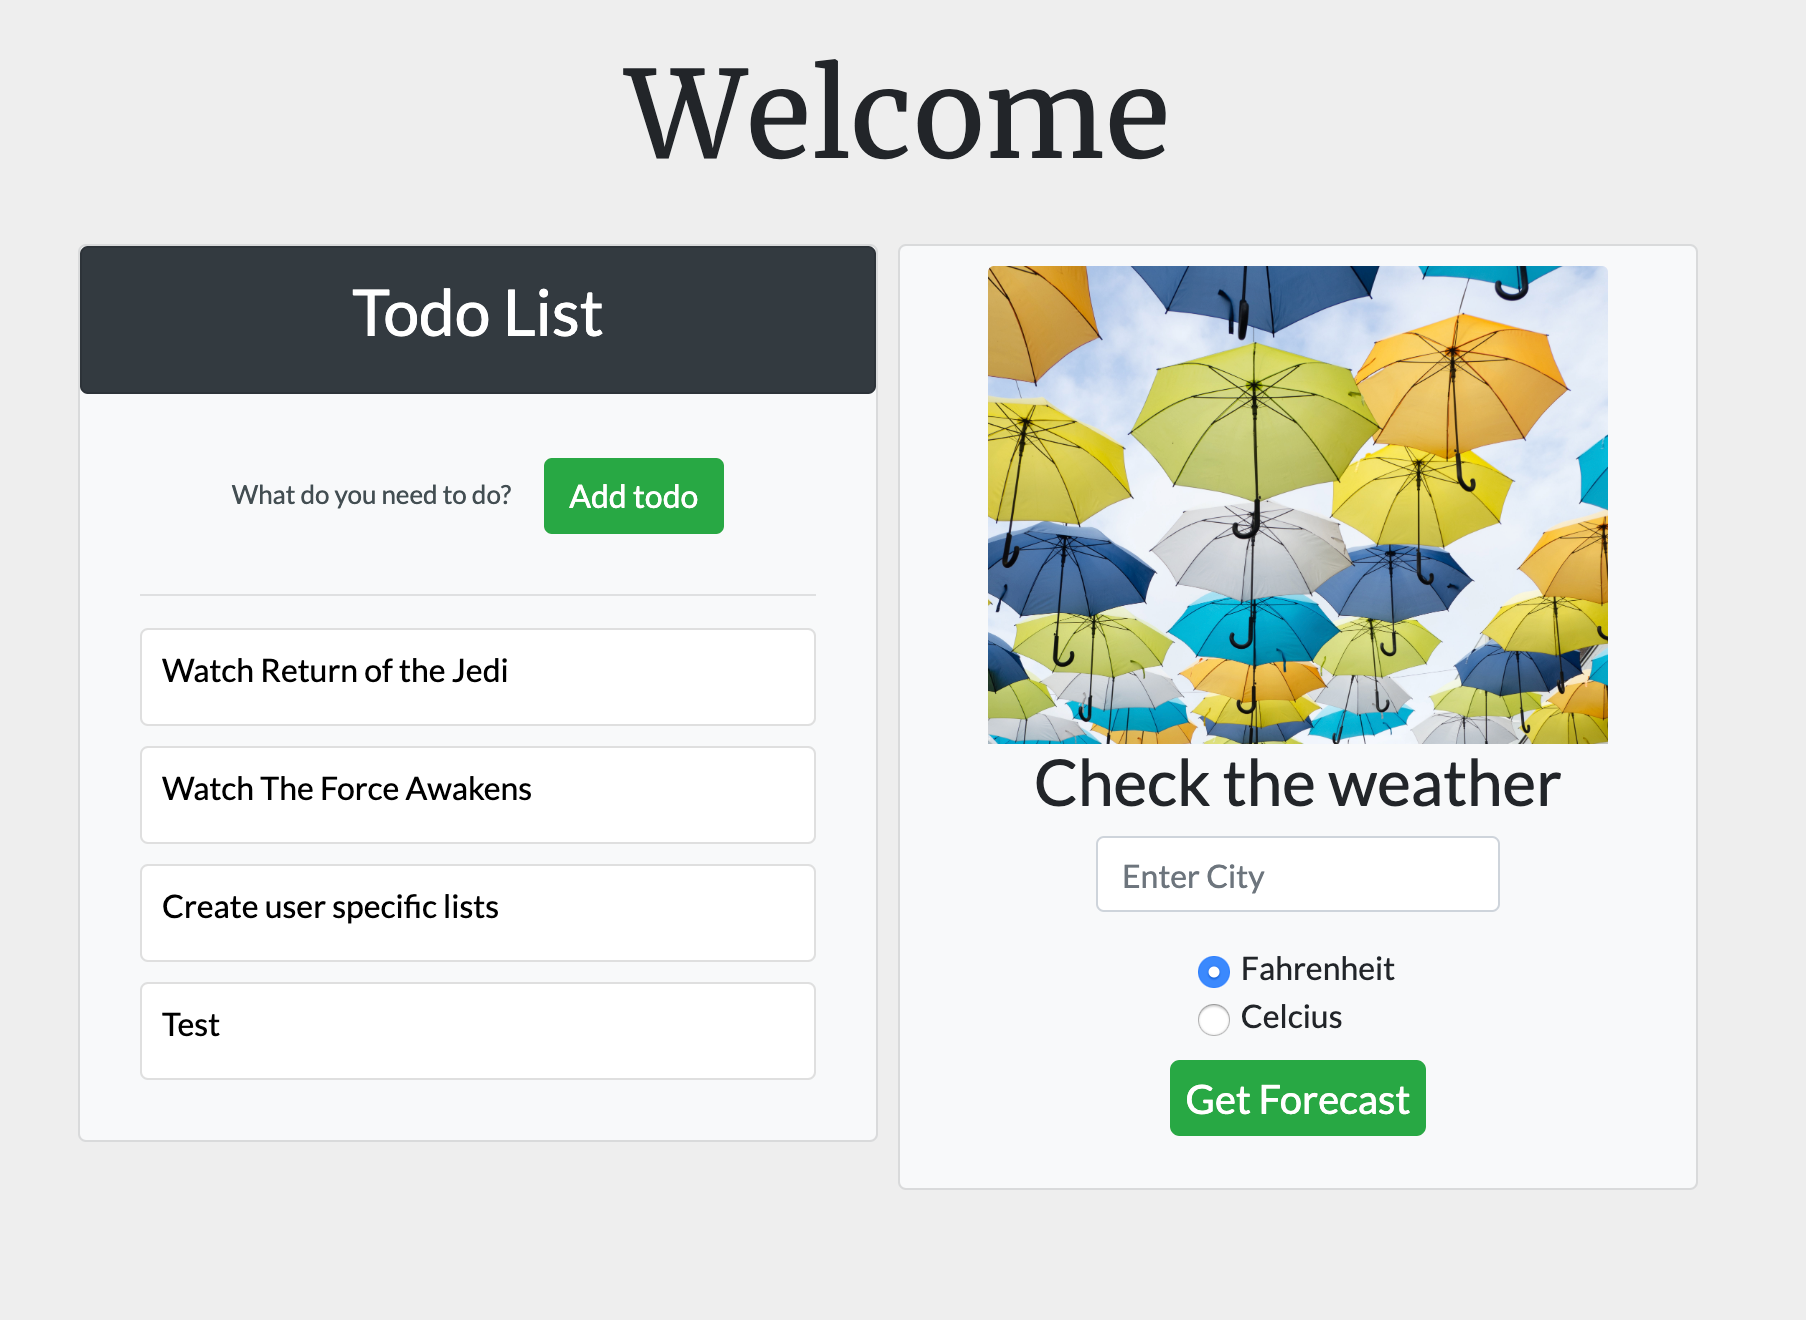 Welcome
Todo List
What do you need to do?
Add todo
Watch Return of the Jedi
Watch The Force Awakens
Create user specific lists
Test
Check the weather
Enter City
Fahrenheit
Celcius
Get Forecast